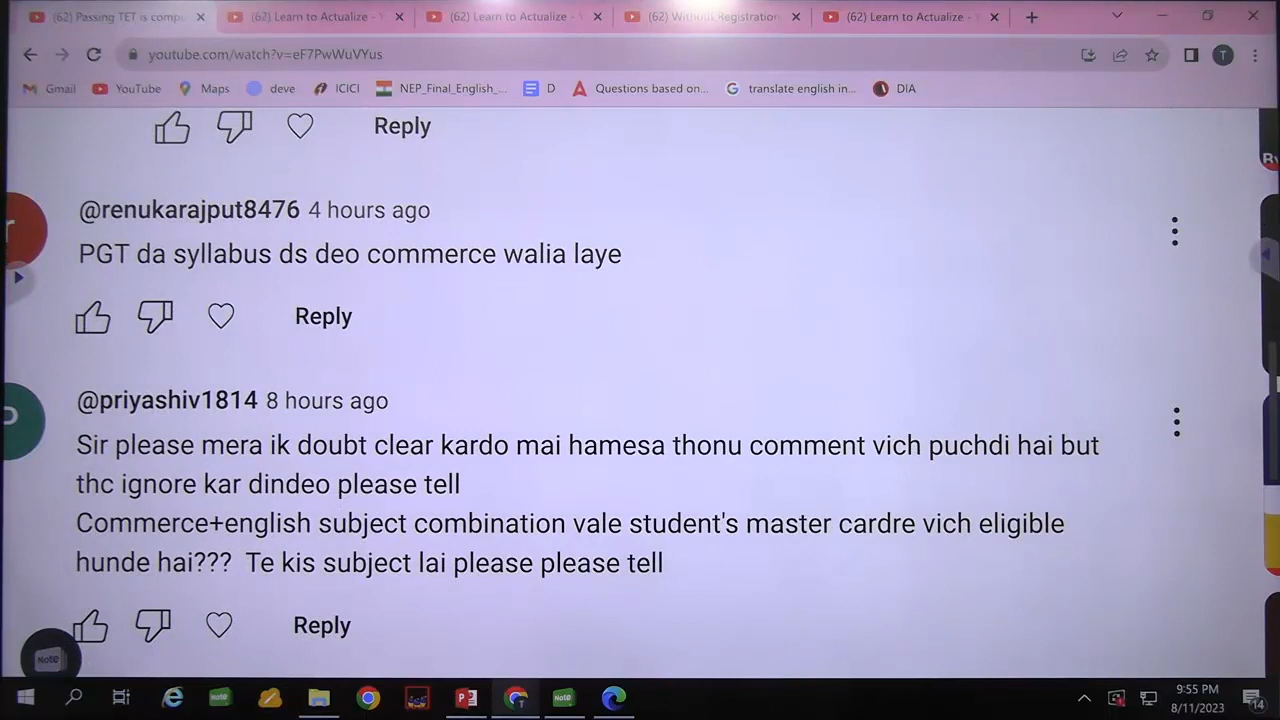 (62) Passing TET is compu
(62) Learn to Actualize -
(62) Learn to Actualize -
(62) Without Registration
(62) Learn to Actualize -
youtube.com/watch?v=eF7PwWuVYus
T
Gmail YouTube Maps deve ICICI NEP_Final_English_... D Questions based on... translate english in... DIA
Reply
@renukarajput8476 4 hours ago
PGT da syllabus ds deo commerce walia laye
Reply
@priyashiv1814 8 hours ago
Sir please mera ik doubt clear kardo mai hamesa thonu comment vich puchdi hai but
thc ignore kar dindeo please tell
Commerce+english subject combination vale student's master cardre vich eligible
hunde hai??? Te kis subject lai please please tell
Reply
Note
9:55 PM
8/11/2023
14